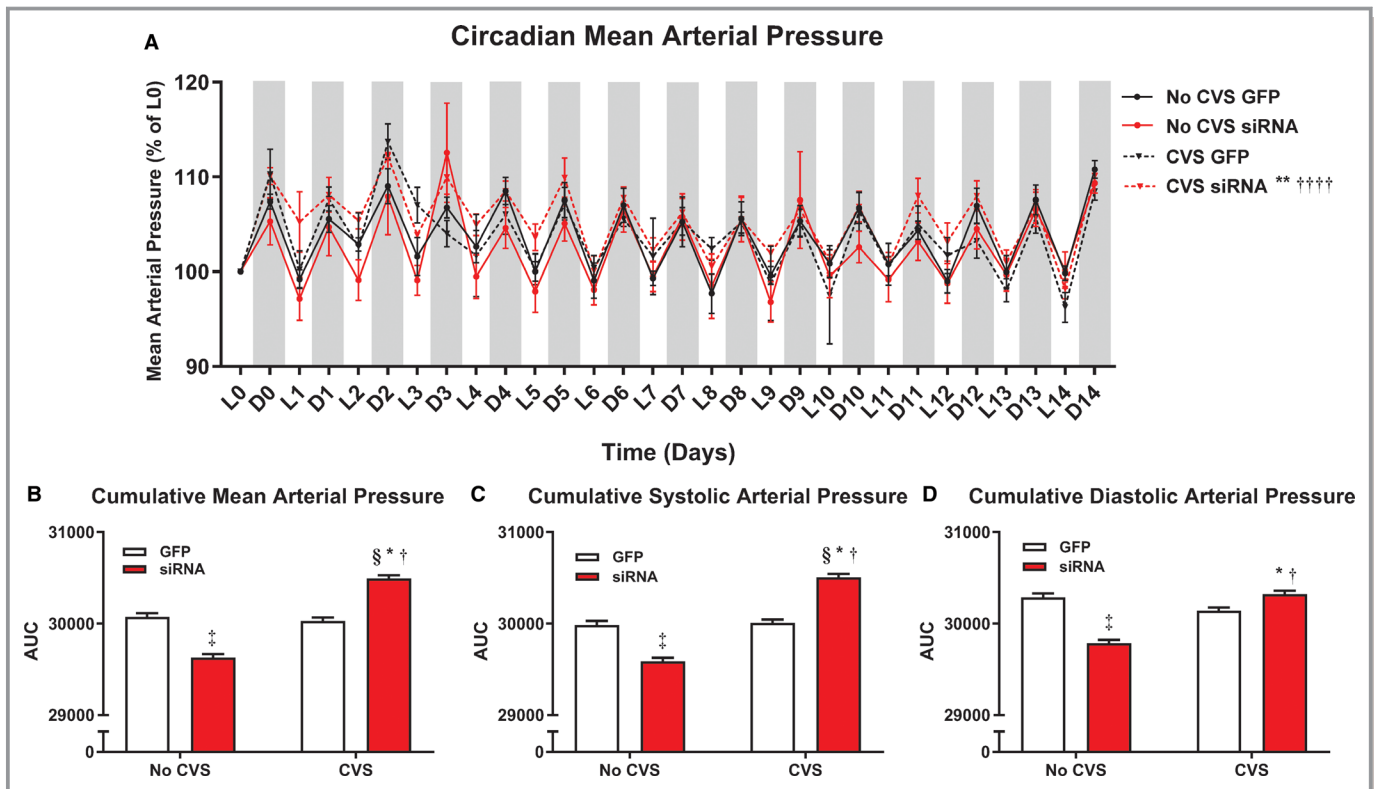 A
Circadian Mean Arterial Pressure
Mean Arterial Pressure (% of L0)
120
110
100
90
No CVS GFP
No CVS siRNA
CVS GFP
CVS siRNA ** ††††
L0 D0 L1 D1 L2 D2 L3 D3 L4 D4 L5 D5 L6 D6 L7 D7 L8 D8 L9 D9 L10 D10 L11 D11 L12 D12 L13 D13 L14 D14
Time (Days)
B
Cumulative Mean Arterial Pressure
AUC
31000
30000
29000
0
GFP
siRNA
‡
§ * †
No CVS CVS
C
Cumulative Systolic Arterial Pressure
AUC
31000
30000
29000
0
GFP
siRNA
‡
§ * †
No CVS CVS
D
Cumulative Diastolic Arterial Pressure
AUC
31000
30000
29000
0
GFP
siRNA
‡
* †
No CVS CVS